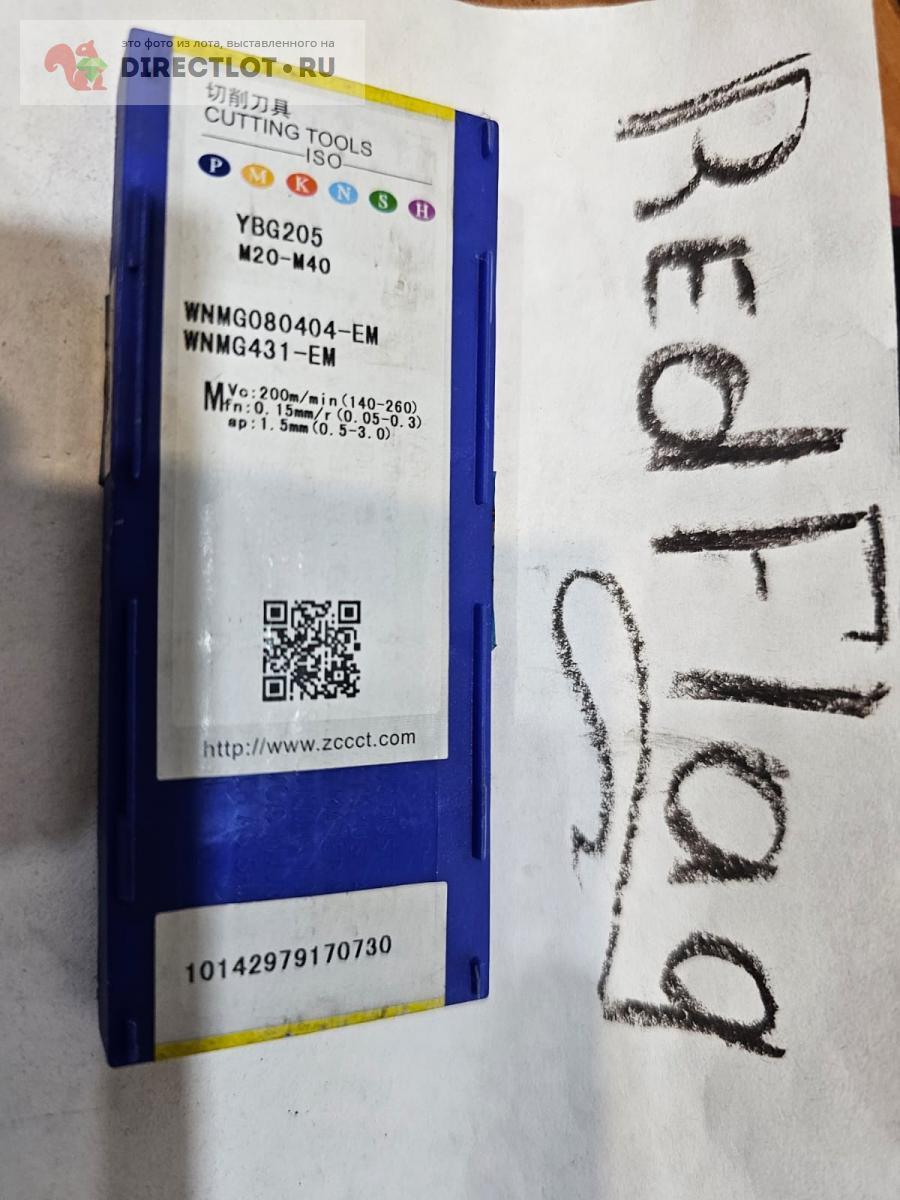 это фото из лота, выставленного на
DIRECTLOT.RU
切削刀具
CUTTING TOOLS
ISO
P M K N S H
YBG205
M20-M40
WNMG080404-EM
WNMG431-EM
M Vc:200m/min(140-260)
fn:0.15mm/r(0.05-0.3)
ap:1.5mm(0.5-3.0)
http://www.zccct.com
10142979170730
Red Flag